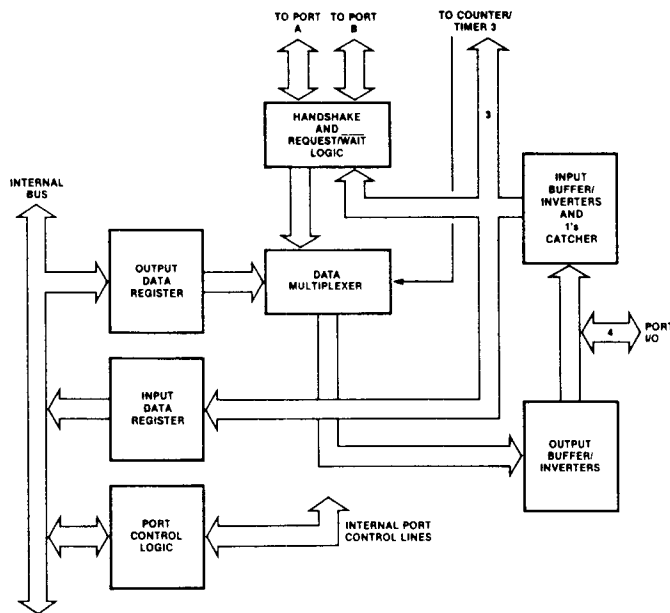 TO PORT
A
TO PORT
B
TO COUNTER/
TIMER 3
3
HANDSHAKE
AND
REQUEST/WAIT
LOGIC
INTERNAL
BUS
INPUT
BUFFER/
INVERTERS
AND
1's
CATCHER
OUTPUT
DATA
REGISTER
DATA
MULTIPLEXER
4
PORT
I/O
INPUT
DATA
REGISTER
OUTPUT
BUFFER/
INVERTERS
PORT
CONTROL
LOGIC
INTERNAL PORT
CONTROL LINES